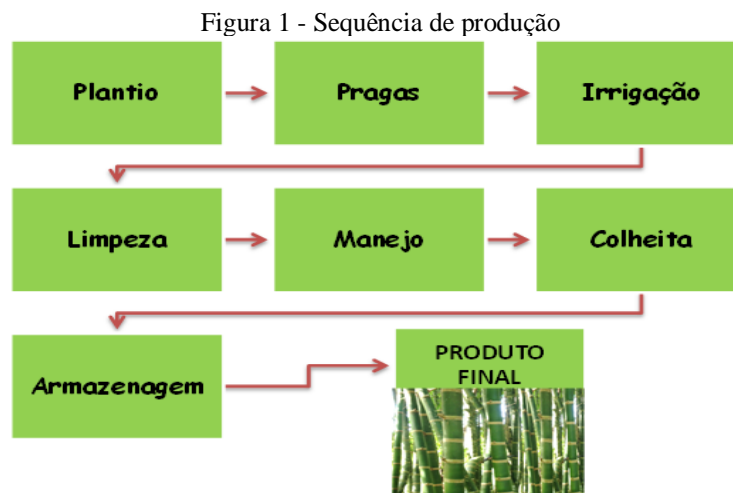 Figura 1 - Sequência de produção
Plantio
Pragas
Irrigação
Limpeza
Manejo
Colheita
Armazenagem
PRODUTO
FINAL